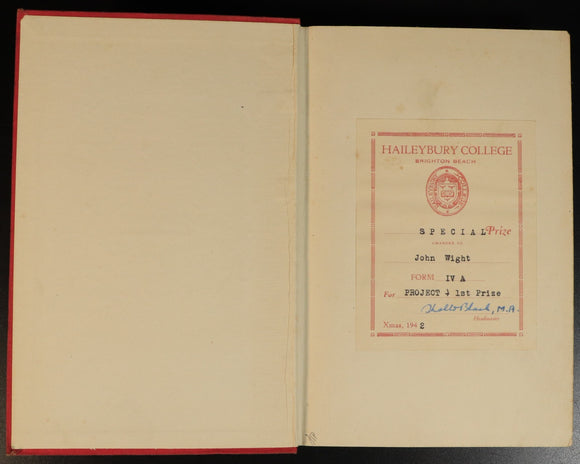 HAILEYBURY COLLEGE
BRIGHTON BEACH
SPECIAL Prize
AWARDED TO
John Wight
FORM IV A
For PROJECT & 1st Prize
M.A.
Headmaster
Xmas, 1942